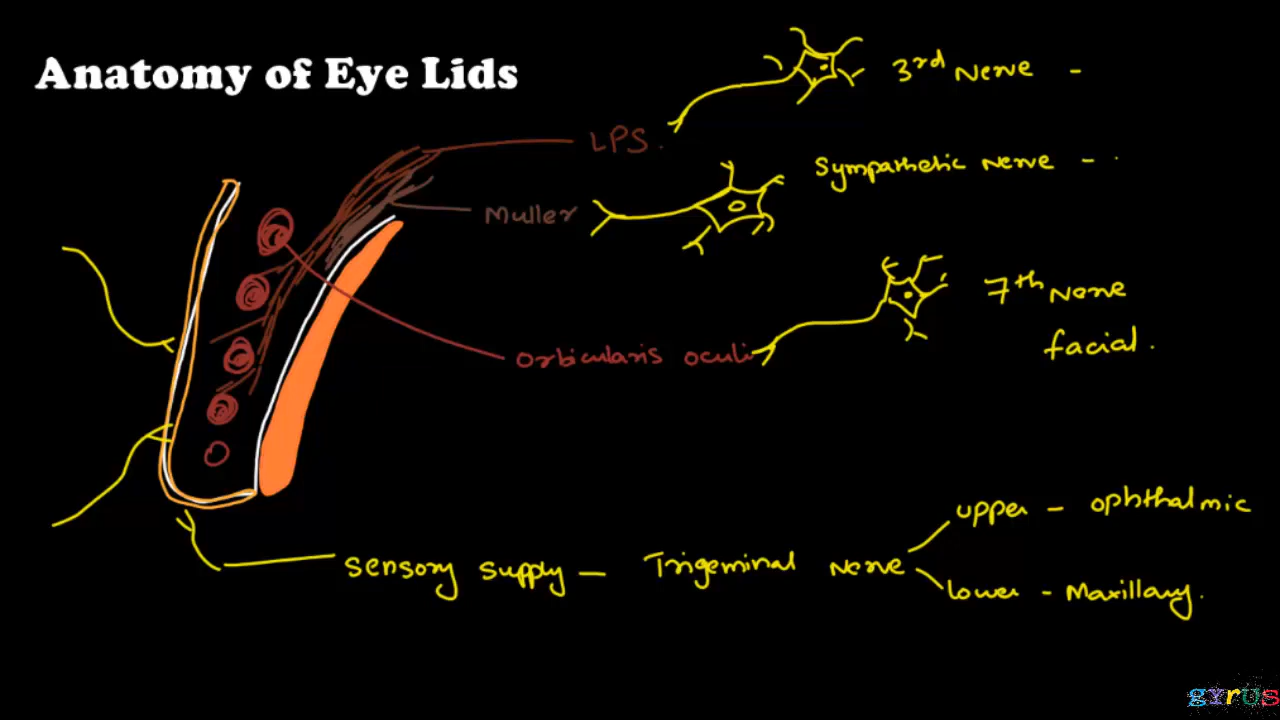 Anatomy of Eye Lids
3rd Nerve -
LPS.
Sympathetic Nerve -
Muller
7th Nerve
facial.
Orbicularis oculi
upper - ophthalmic
Sensory supply - Trigeminal Nerve
lower - Maxillary.
gyrus